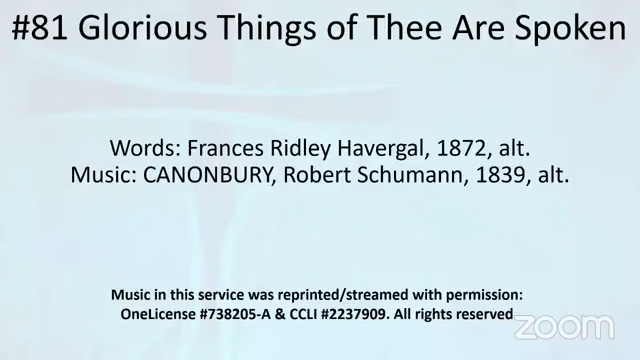 #81 Glorious Things of Thee Are Spoken
Words: Frances Ridley Havergal, 1872, alt.
Music: CANONBURY, Robert Schumann, 1839, alt.
Music in this service was reprinted/streamed with permission:
OneLicense #738205-A & CCLI #2237909. All rights reserved
zoom